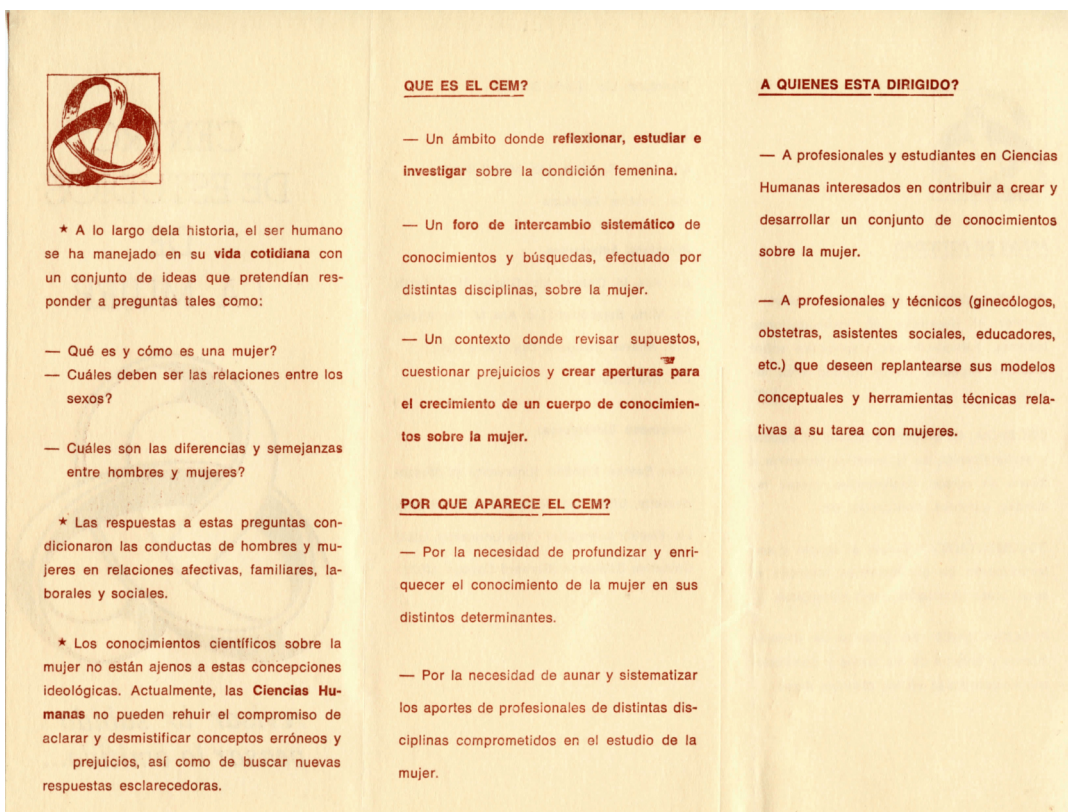 ★ A lo largo dela historia, el ser humano
se ha manejado en su vida cotidiana con
un conjunto de ideas que pretendían res-
ponder a preguntas tales como:
— Qué es y cómo es una mujer?
— Cuáles deben ser las relaciones entre los
sexos?
— Cuáles son las diferencias y semejanzas
entre hombres y mujeres?
★ Las respuestas a estas preguntas con-
dicionaron las conductas de hombres y mu-
jeres en relaciones afectivas, familiares, la-
borales y sociales.
★ Los conocimientos científicos sobre la
mujer no están ajenos a estas concepciones
ideológicas. Actualmente, las Ciencias Hu-
manas no pueden rehuir el compromiso de
aclarar y desmistificar conceptos erróneos y
prejuicios, así como de buscar nuevas
respuestas esclarecedoras.
QUE ES EL CEM?
— Un ámbito donde reflexionar, estudiar e
investigar sobre la condición femenina.
— Un foro de intercambio sistemático de
conocimientos y búsquedas, efectuado por
distintas disciplinas, sobre la mujer.
— Un contexto donde revisar supuestos,
cuestionar prejuicios y crear aperturas para
el crecimiento de un cuerpo de conocimien-
tos sobre la mujer.
POR QUE APARECE EL CEM?
— Por la necesidad de profundizar y enri-
quecer el conocimiento de la mujer en sus
distintos determinantes.
— Por la necesidad de aunar y sistematizar
los aportes de profesionales de distintas dis-
ciplinas comprometidos en el estudio de la
mujer.
A QUIENES ESTA DIRIGIDO?
— A profesionales y estudiantes en Ciencias
Humanas interesados en contribuir a crear y
desarrollar un conjunto de conocimientos
sobre la mujer.
— A profesionales y técnicos (ginecólogos,
obstetras, asistentes sociales, educadores,
etc.) que deseen replantearse sus modelos
conceptuales y herramientas técnicas rela-
tivas a su tarea con mujeres.